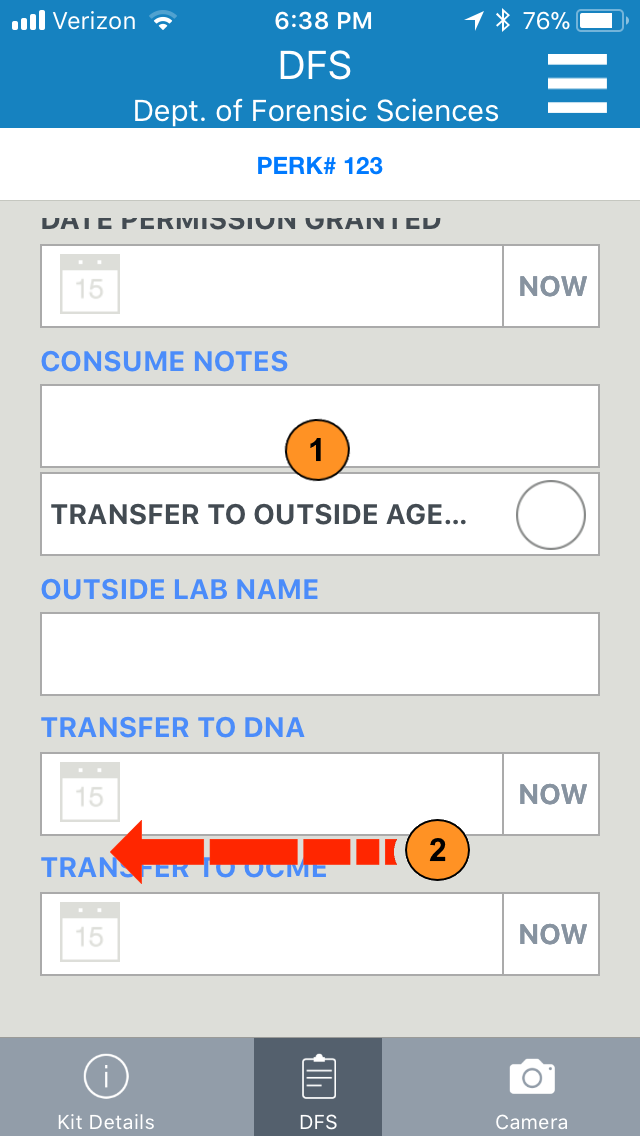 Verizon 6:38 PM 76%
DFS
Dept. of Forensic Sciences
PERK# 123
DATE PERMISSION GRANTED
15 NOW
CONSUME NOTES
1
TRANSFER TO OUTSIDE AGE...
OUTSIDE LAB NAME
TRANSFER TO DNA
15 NOW
2
TRANSFER TO OCME
15 NOW
Kit Details DFS Camera